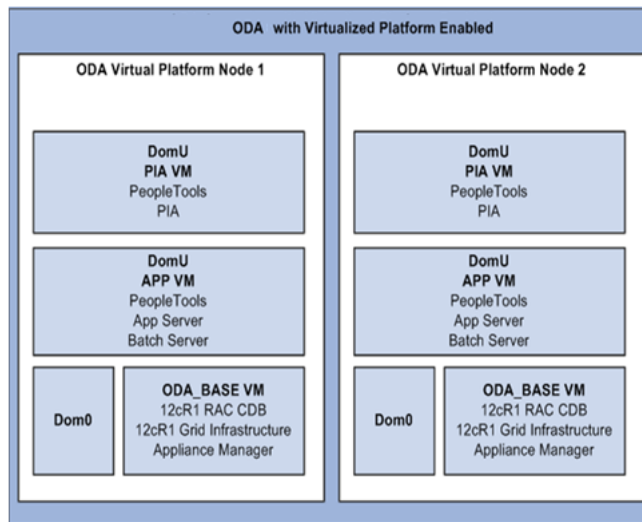 ODA with Virtualized Platform Enabled
ODA Virtual Platform Node 1
DomU
PIA VM
PeopleTools
PIA
DomU
APP VM
PeopleTools
App Server
Batch Server
Dom0
ODA_BASE VM
12cR1 RAC CDB
12cR1 Grid Infrastructure
Appliance Manager
ODA Virtual Platform Node 2
DomU
PIA VM
PeopleTools
PIA
DomU
APP VM
PeopleTools
App Server
Batch Server
Dom0
ODA_BASE VM
12cR1 RAC CDB
12cR1 Grid Infrastructure
Appliance Manager